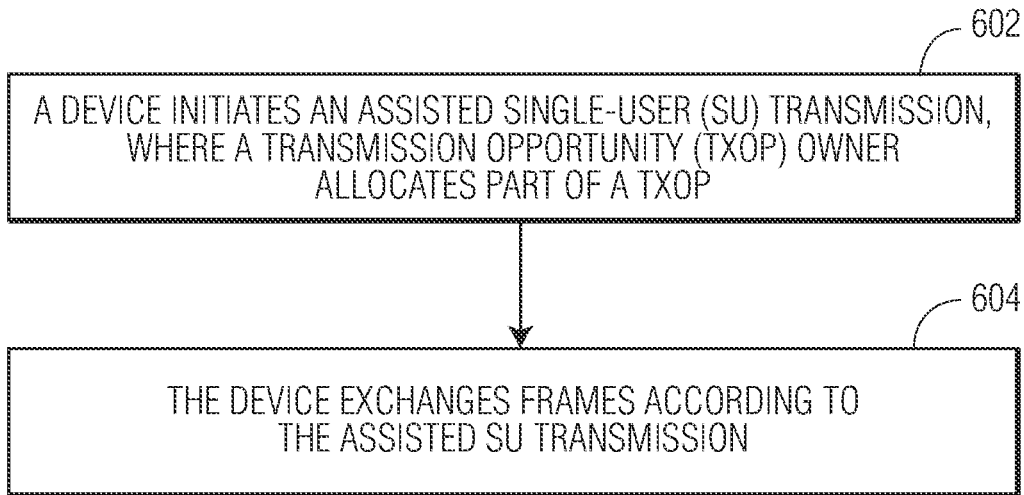 602
A DEVICE INITIATES AN ASSISTED SINGLE-USER (SU) TRANSMISSION,
WHERE A TRANSMISSION OPPORTUNITY (TXOP) OWNER
ALLOCATES PART OF A TXOP
604
THE DEVICE EXCHANGES FRAMES ACCORDING TO
THE ASSISTED SU TRANSMISSION